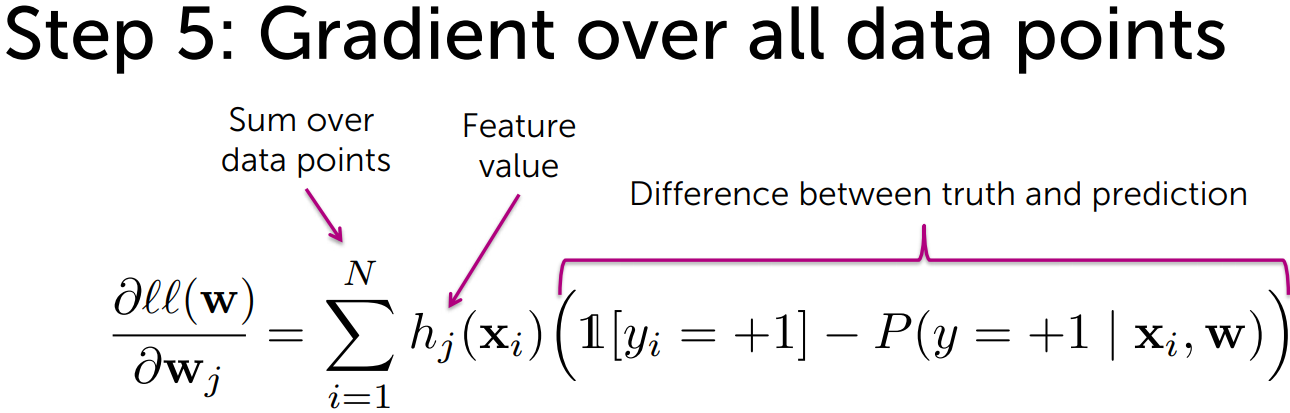 Step 5: Gradient over all data points
Sum over
data points
Feature
value
Difference between truth and prediction
∂ℓℓ(w)/∂w_j = ∑_{i=1}^{N} h_j(x_i)(𝟙[y_i = +1] − P(y = +1 | x_i, w))